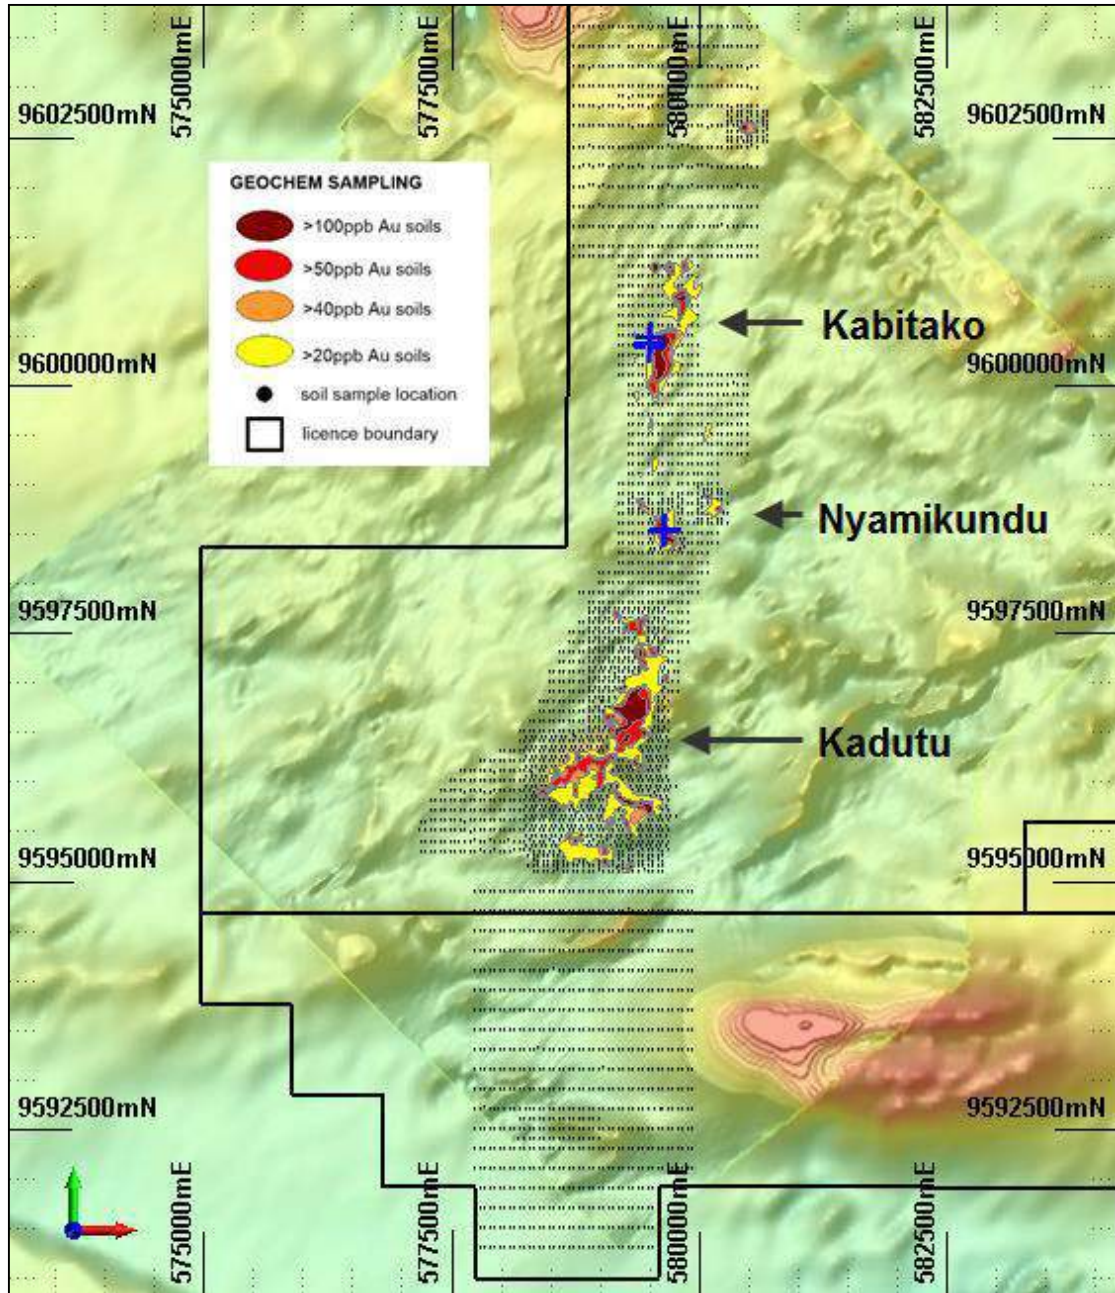 575000mE
577500mE
580000mE
582500mE
9602500mN
9602500mN
GEOCHEM SAMPLING
>100ppb Au soils
>50ppb Au soils
>40ppb Au soils
>20ppb Au soils
soil sample location
licence boundary
Kabitako
9600000mN
9600000mN
Nyamikundu
9597500mN
9597500mN
Kadutu
9595000mN
9595000mN
9592500mN
9592500mN
575000mE
577500mE
580000mE
582500mE